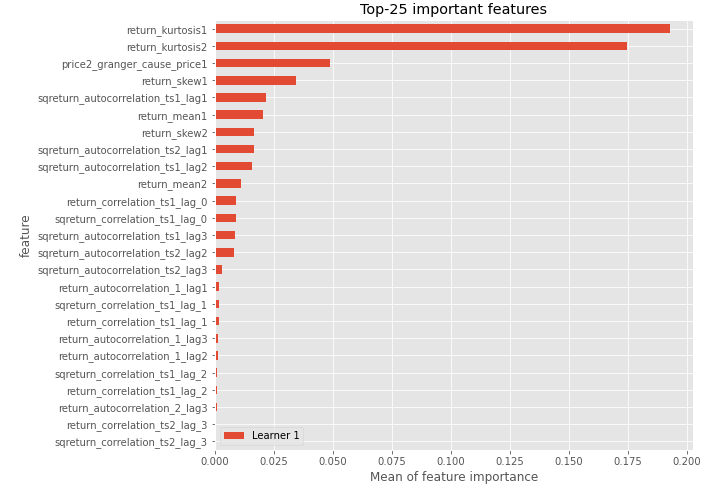 Top-25 important features
return_kurtosis1
return_kurtosis2
price2_granger_cause_price1
return_skew1
sqreturn_autocorrelation_ts1_lag1
return_mean1
return_skew2
sqreturn_autocorrelation_ts2_lag1
sqreturn_autocorrelation_ts1_lag2
return_mean2
return_correlation_ts1_lag_0
sqreturn_correlation_ts1_lag_0
sqreturn_autocorrelation_ts1_lag3
sqreturn_autocorrelation_ts2_lag2
sqreturn_autocorrelation_ts2_lag3
return_autocorrelation_1_lag1
sqreturn_correlation_ts1_lag_1
return_correlation_ts1_lag_1
return_autocorrelation_1_lag3
return_autocorrelation_1_lag2
sqreturn_correlation_ts1_lag_2
return_correlation_ts1_lag_2
return_autocorrelation_2_lag3
return_correlation_ts2_lag_3
sqreturn_correlation_ts2_lag_3
feature
Learner 1
0.000 0.025 0.050 0.075 0.100 0.125 0.150 0.175 0.200
Mean of feature importance